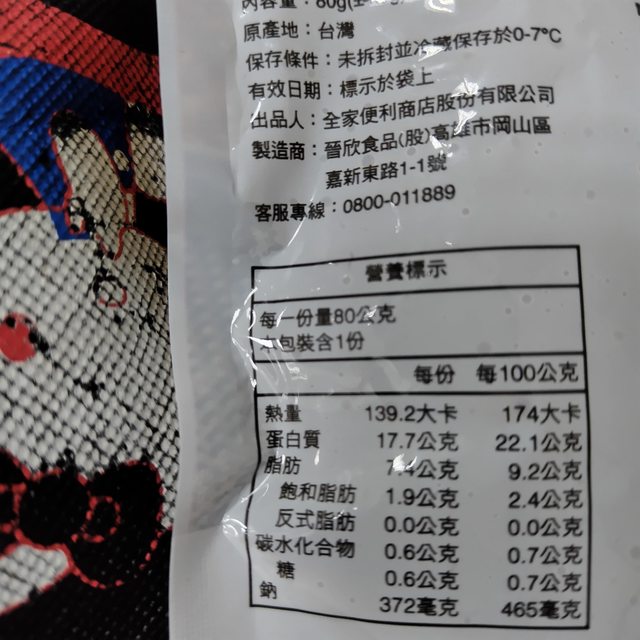 內容量：80g
原產地：台灣
保存條件：未拆封並冷藏保存於0-7°C
有效日期：標示於袋上
出品人：全家便利商店股份有限公司
製造商：晉欣食品(股)高雄市岡山區
嘉新東路1-1號
客服專線：0800-011889
營養標示
每一份量80公克
本包裝含1份
每份 每100公克
熱量 139.2大卡 174大卡
蛋白質 17.7公克 22.1公克
脂肪 7.4公克 9.2公克
飽和脂肪 1.9公克 2.4公克
反式脂肪 0.0公克 0.0公克
碳水化合物 0.6公克 0.7公克
糖 0.6公克 0.7公克
鈉 372毫克 465毫克